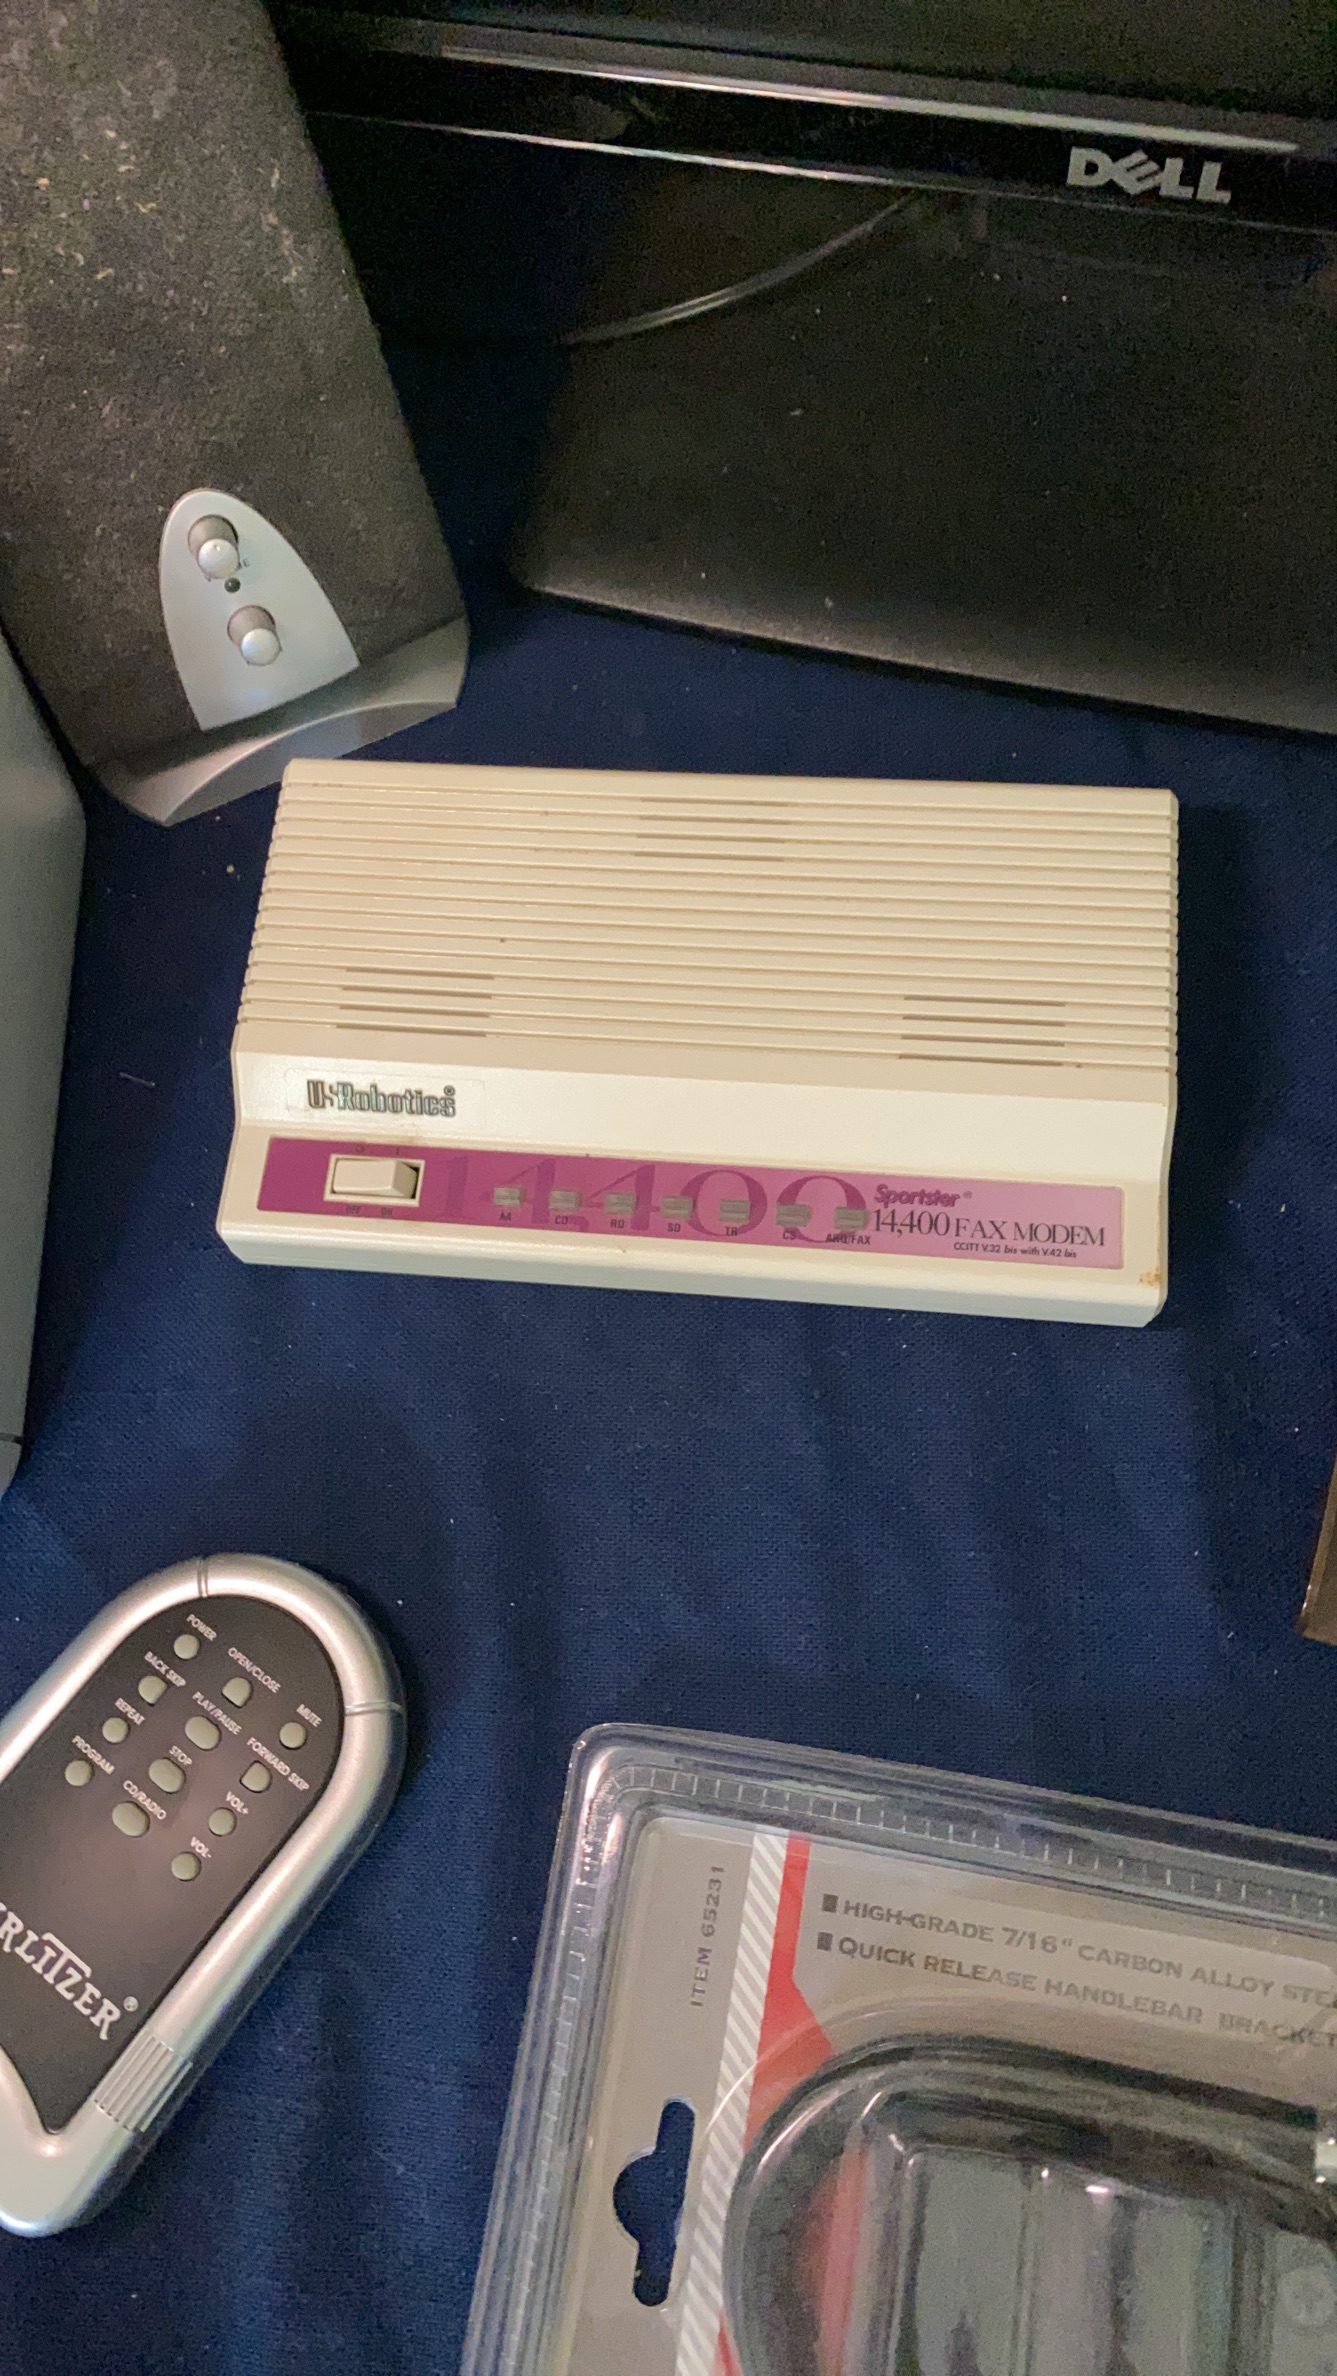 DELL
U.S.Robotics®
O I
OFF ON
14,400
AA CD RD SD TR CS ARQ/FAX
Sportster®
14,400 FAX MODEM
CCITT V.32 bis with V.42 bis
POWER
OPEN/CLOSE
MUTE
BACK SKIP
PLAY/PAUSE
FORWARD SKIP
REPEAT
STOP
VOL+
PROGRAM
CD/RADIO
VOL-
RLITZER®
ITEM 65231
HIGH-GRADE 7/16" CARBON ALLOY STE
QUICK RELEASE HANDLEBAR BRACKET